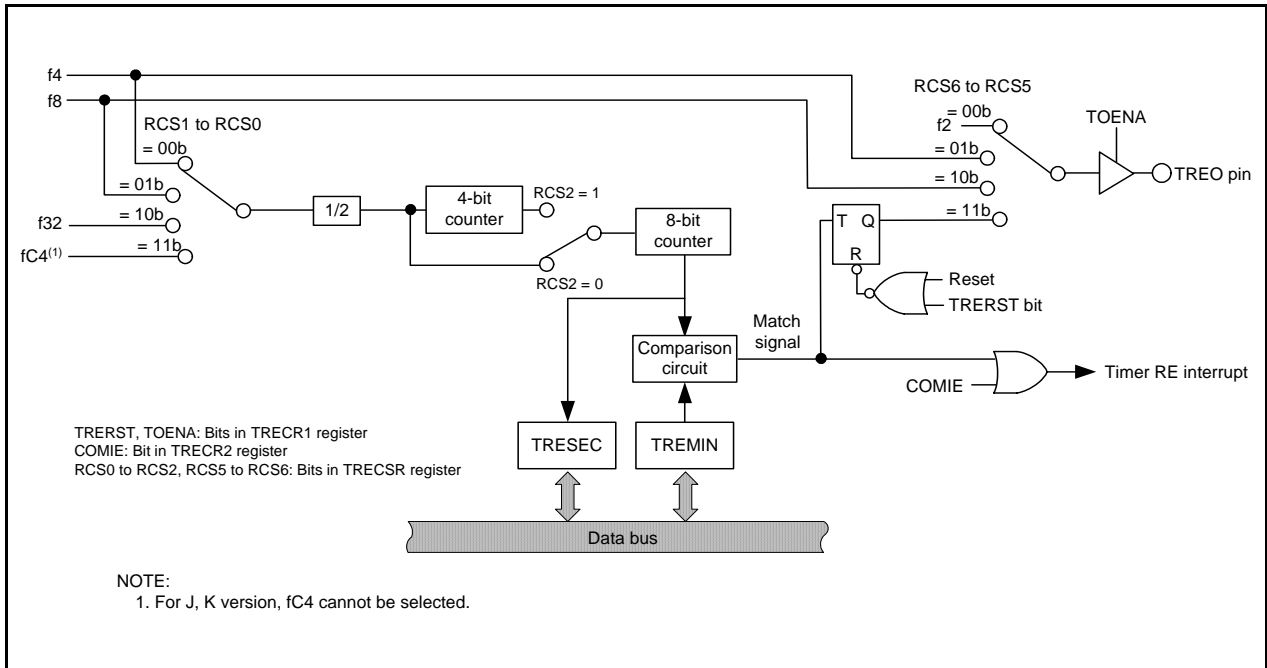 f4
f8
RCS1 to RCS0
= 00b
= 01b
f32
= 10b
fC4(1)
= 11b
1/2
4-bit
counter
RCS2 = 1
RCS2 = 0
8-bit
counter
RCS6 to RCS5
= 00b
f2
= 01b
= 10b
= 11b
TOENA
TREO pin
T Q
R
Reset
TRERST bit
Comparison
circuit
Match
signal
COMIE
Timer RE interrupt
TRESEC
TREMIN
Data bus
TRERST, TOENA: Bits in TRECR1 register
COMIE: Bit in TRECR2 register
RCS0 to RCS2, RCS5 to RCS6: Bits in TRECSR register
NOTE:
1. For J, K version, fC4 cannot be selected.